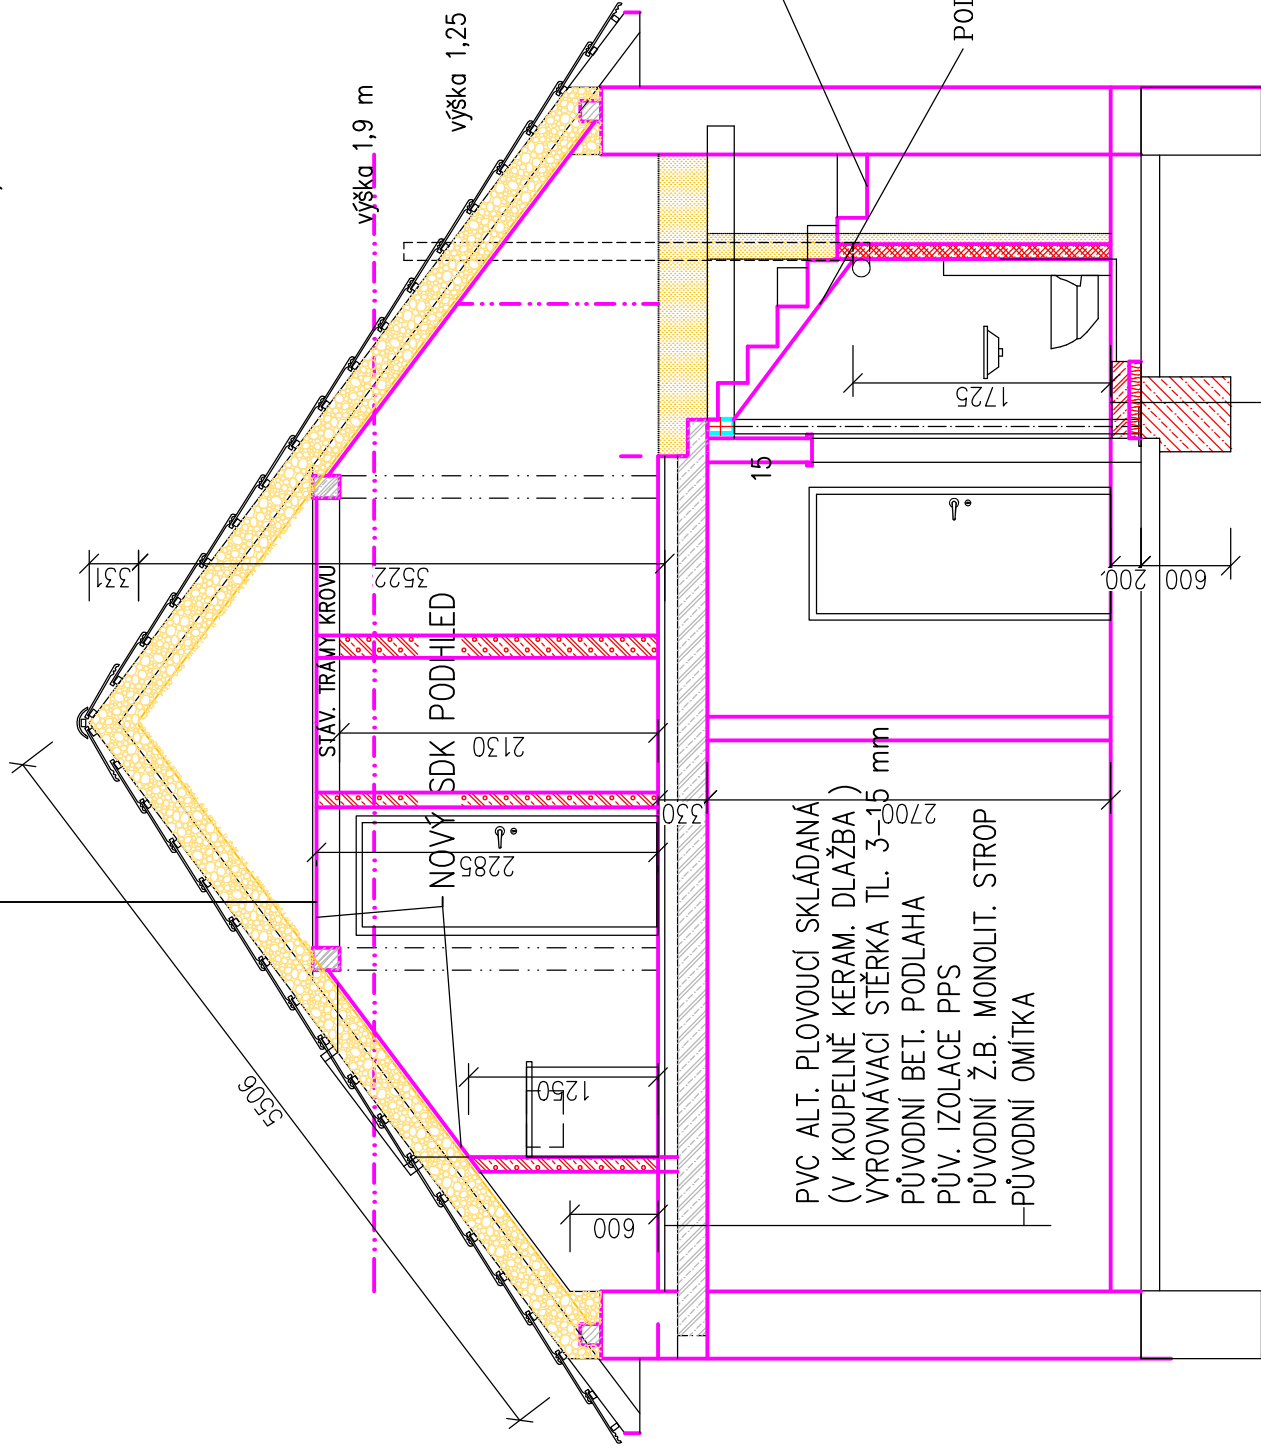 výška 1,9 m
výška 1,25
POD
331
3522
STÁV. TRÁMY KROVU
NOVÝ SDK PODHLED
2130
2285
5506
1250
600
330
2700
15
1725
200
600
PVC ALT. PLOVOUCÍ SKLÁDANÁ
(V KOUPELNĚ KERAM. DLAŽBA )
VYROVNÁVACÍ STĚRKA TL. 3-15 mm
PŮVODNÍ BET. PODLAHA
PŮV. IZOLACE PPS
PŮVODNÍ Ž.B. MONOLIT. STROP
PŮVODNÍ OMÍTKA